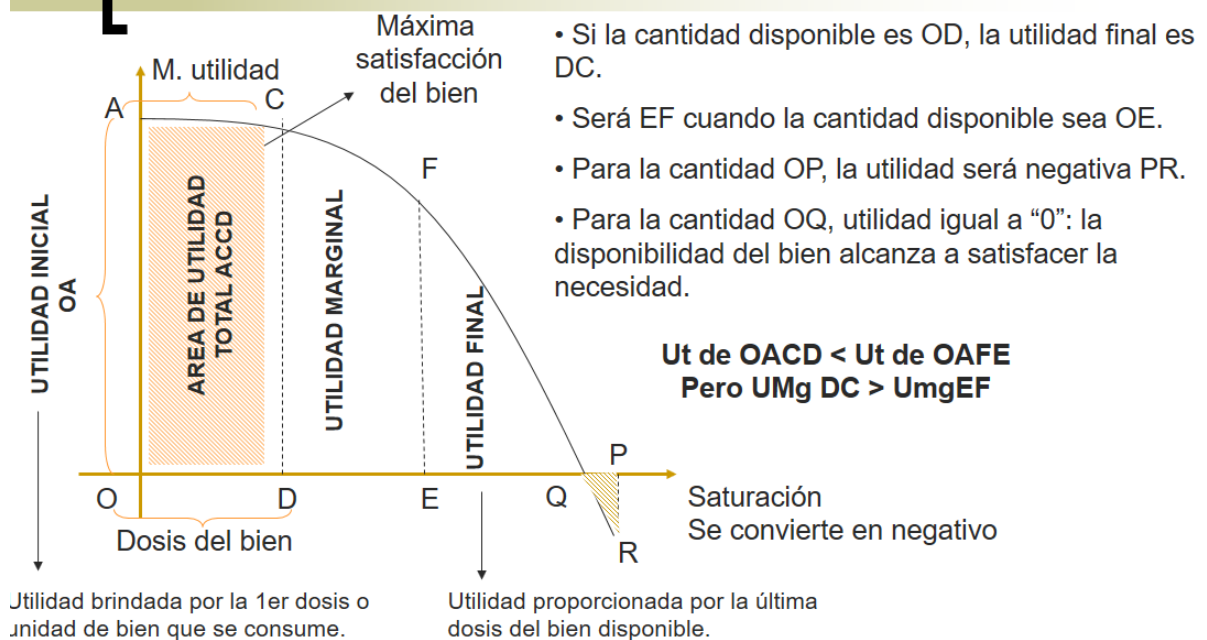 L
Máxima
satisfacción
del bien
M. utilidad
A
C
F
UTILIDAD INICIAL
OA
AREA DE UTILIDAD
TOTAL ACCD
UTILIDAD MARGINAL
UTILIDAD FINAL
O
D
E
Q
P
R
Dosis del bien
Saturación
Se convierte en negativo
Utilidad brindada por la 1er dosis o
unidad de bien que se consume.
Utilidad proporcionada por la última
dosis del bien disponible.
• Si la cantidad disponible es OD, la utilidad final es
DC.
• Será EF cuando la cantidad disponible sea OE.
• Para la cantidad OP, la utilidad será negativa PR.
• Para la cantidad OQ, utilidad igual a “0”: la
disponibilidad del bien alcanza a satisfacer la
necesidad.
Ut de OACD < Ut de OAFE
Pero UMg DC > UmgEF